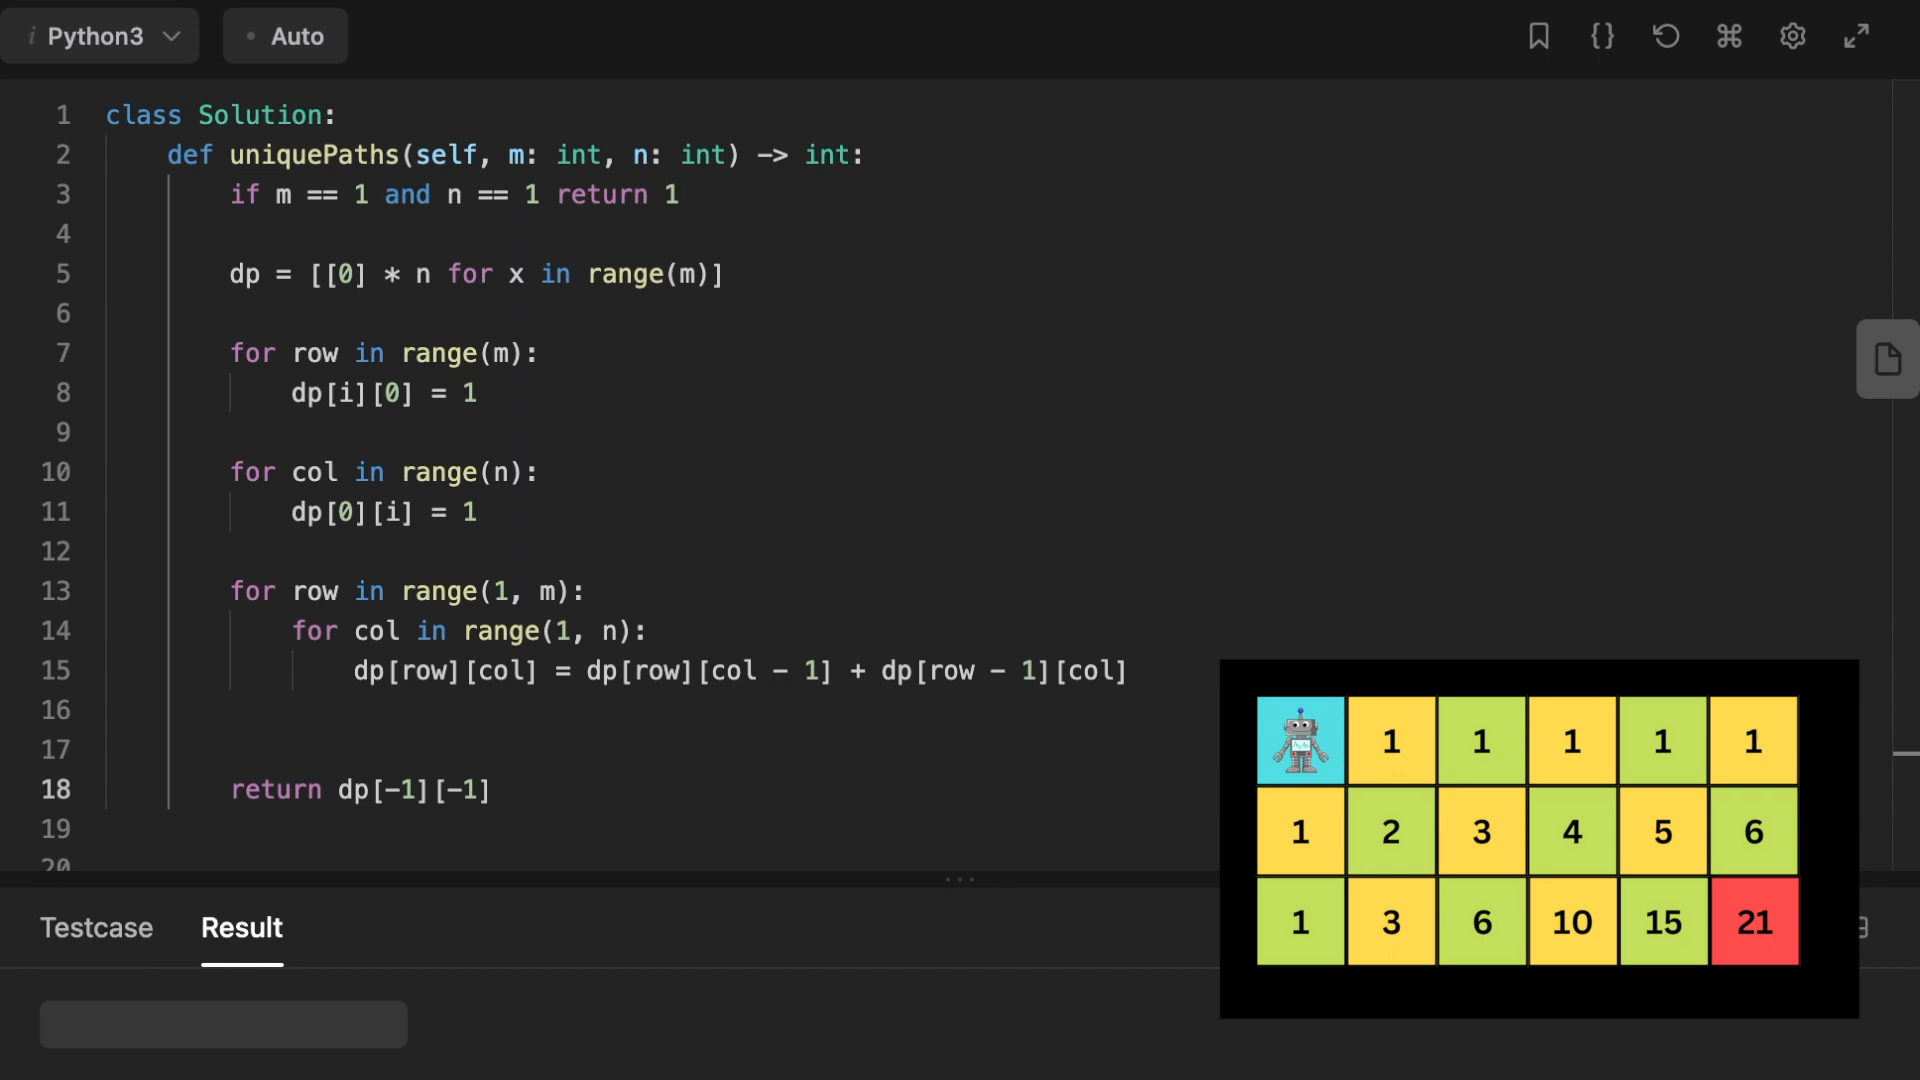 i Python3
Auto
1 class Solution:
2 def uniquePaths(self, m: int, n: int) -> int:
3 if m == 1 and n == 1 return 1
4
5 dp = [[0] * n for x in range(m)]
6
7 for row in range(m):
8 dp[i][0] = 1
9
10 for col in range(n):
11 dp[0][i] = 1
12
13 for row in range(1, m):
14 for col in range(1, n):
15 dp[row][col] = dp[row][col - 1] + dp[row - 1][col]
16
17
18 return dp[-1][-1]
19
20
Testcase Result
1 1 1 1 1
1 2 3 4 5 6
1 3 6 10 15 21